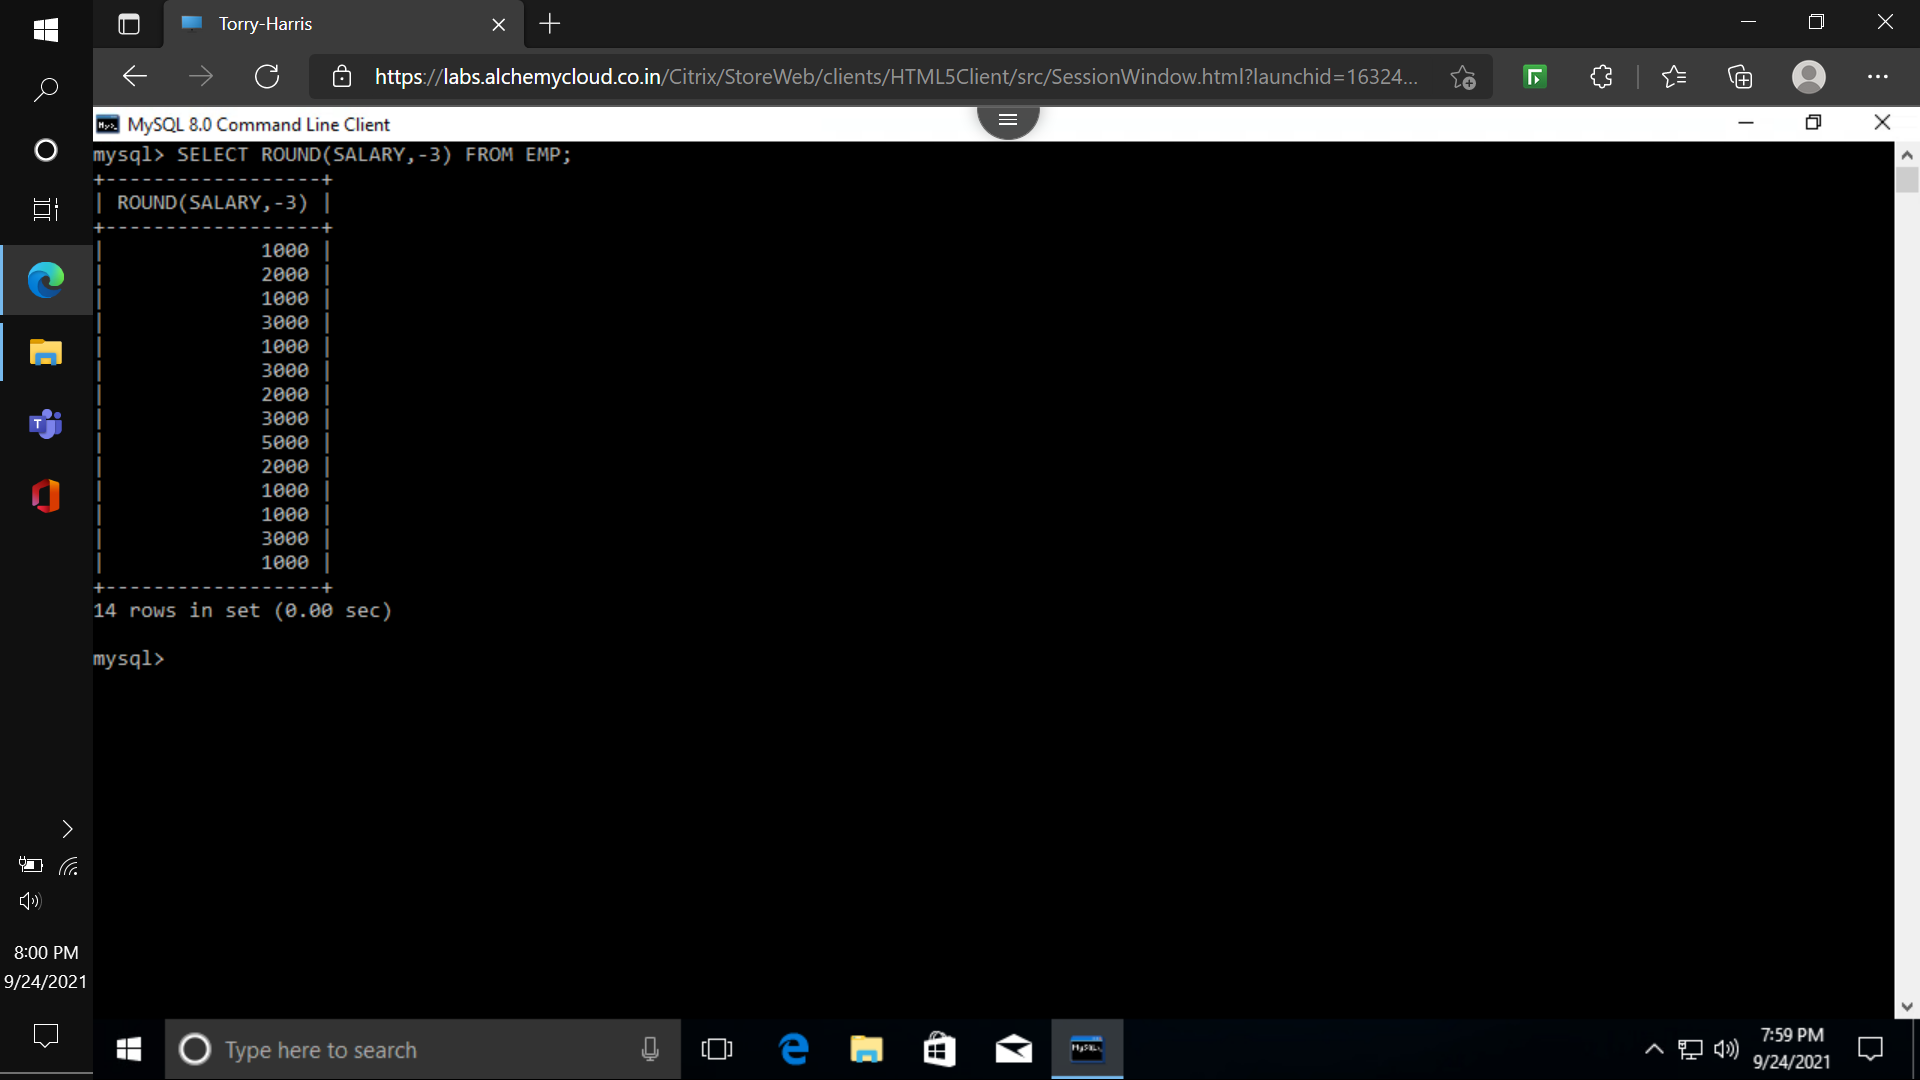 Torry-Harris
https://labs.alchemycloud.co.in/Citrix/StoreWeb/clients/HTML5Client/src/SessionWindow.html?launchid=16324...
MySQL 8.0 Command Line Client
mysql> SELECT ROUND(SALARY,-3) FROM EMP;
+------------------+
| ROUND(SALARY,-3) |
+------------------+
|             1000 |
|             2000 |
|             1000 |
|             3000 |
|             1000 |
|             3000 |
|             2000 |
|             3000 |
|             5000 |
|             2000 |
|             1000 |
|             1000 |
|             3000 |
|             1000 |
+------------------+
14 rows in set (0.00 sec)
mysql>
8:00 PM
9/24/2021
Type here to search
7:59 PM
9/24/2021